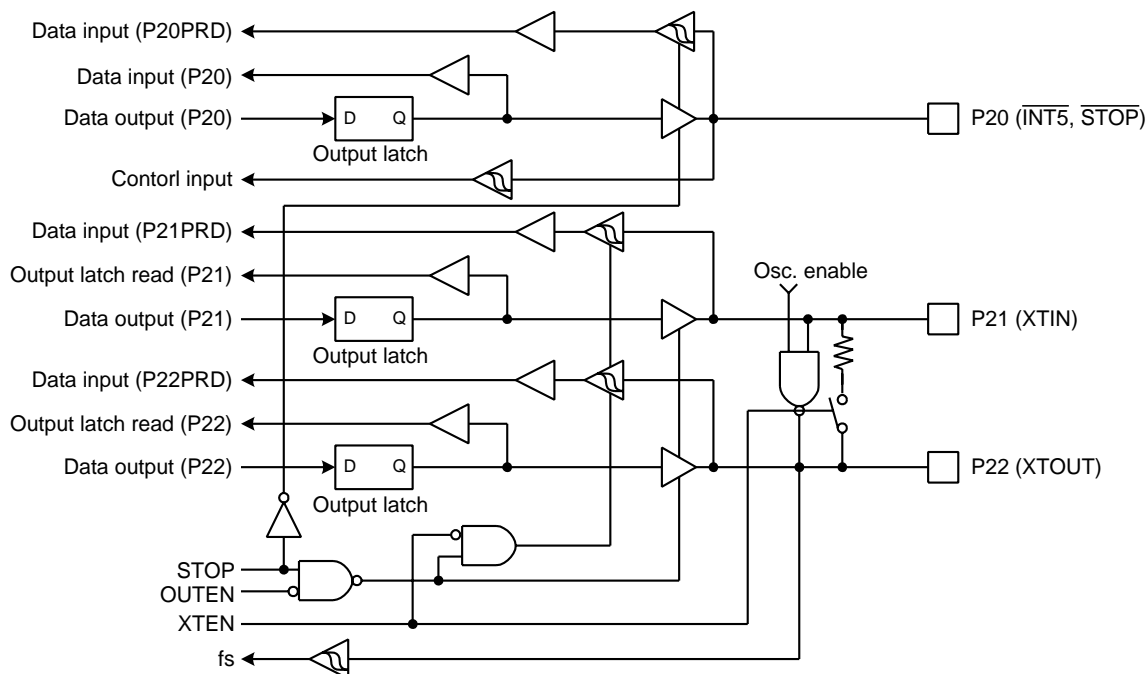 Data input (P20PRD)
Data input (P20)
Data output (P20)
D Q
Output latch
P20 (INT5, STOP)
Contorl input
Data input (P21PRD)
Output latch read (P21)
Osc. enable
Data output (P21)
D Q
Output latch
P21 (XTIN)
Data input (P22PRD)
Output latch read (P22)
Data output (P22)
D Q
Output latch
P22 (XTOUT)
STOP
OUTEN
XTEN
fs